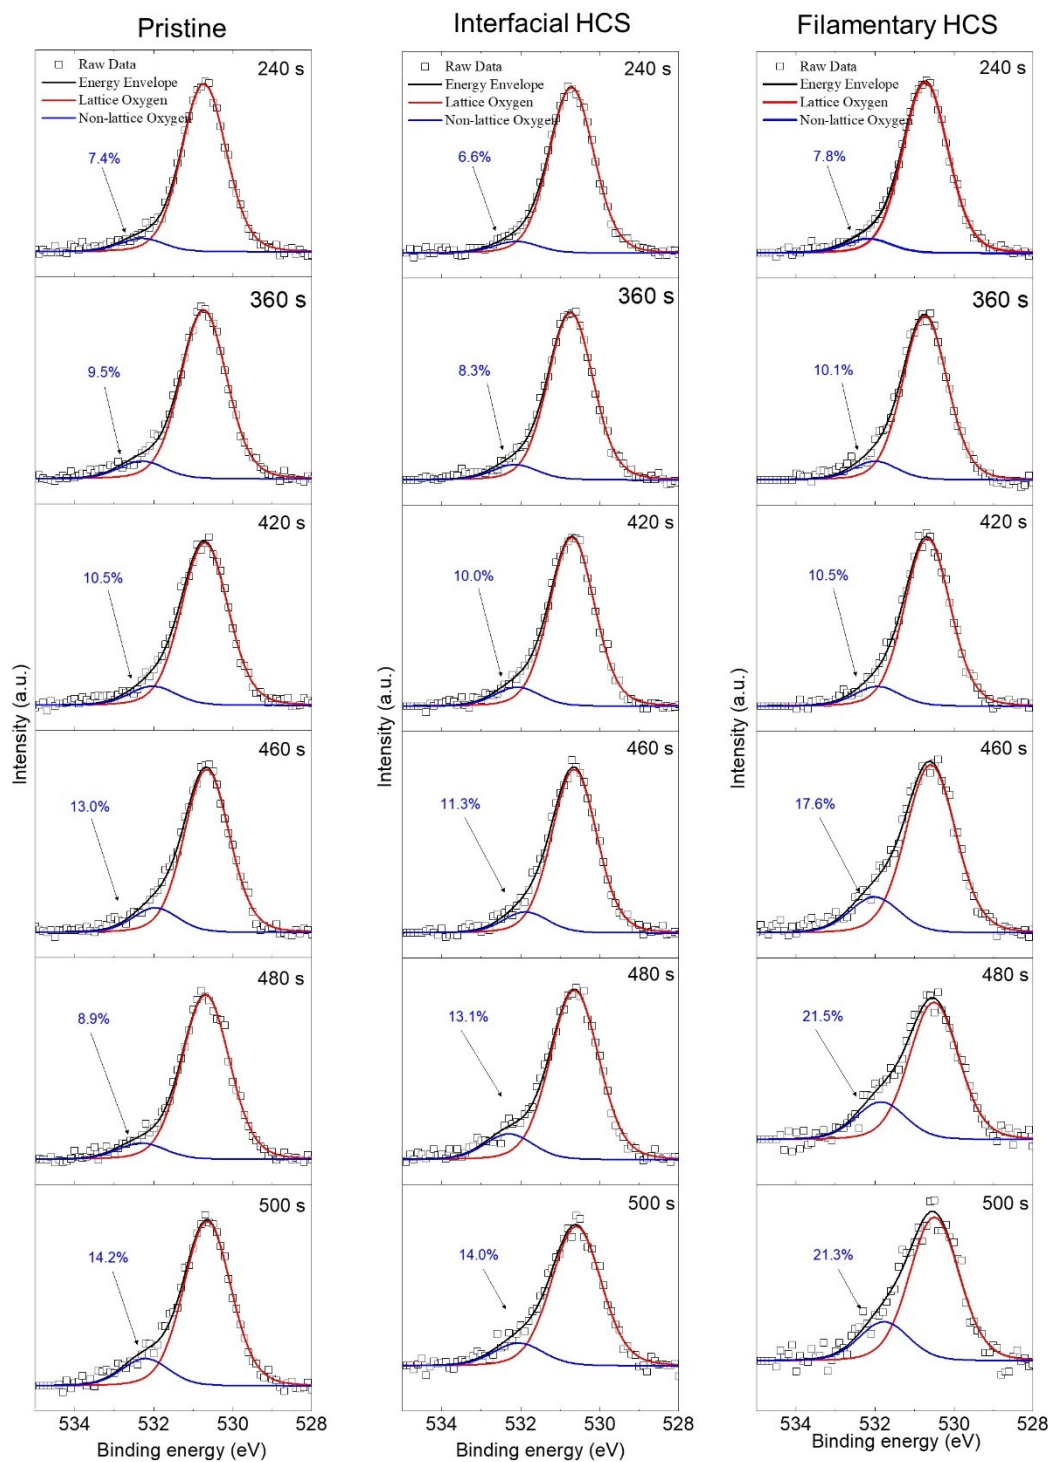 Pristine
Interfacial HCS
Filamentary HCS
Raw Data
Energy Envelope
Lattice Oxygen
Non-lattice Oxygen
240 s
7.4%
Raw Data
Energy Envelope
Lattice Oxygen
Non-lattice Oxygen
240 s
6.6%
Raw Data
Energy Envelope
Lattice Oxygen
Non-lattice Oxygen
240 s
7.8%
360 s
9.5%
360 s
8.3%
360 s
10.1%
420 s
10.5%
420 s
10.0%
420 s
10.5%
Intensity (a.u.)
Intensity (a.u.)
Intensity (a.u.)
460 s
13.0%
460 s
11.3%
460 s
17.6%
480 s
8.9%
480 s
13.1%
480 s
21.5%
500 s
14.2%
500 s
14.0%
500 s
21.3%
534 532 530 528
534 532 530 528
534 532 530 528
Binding energy (eV)
Binding energy (eV)
Binding energy (eV)